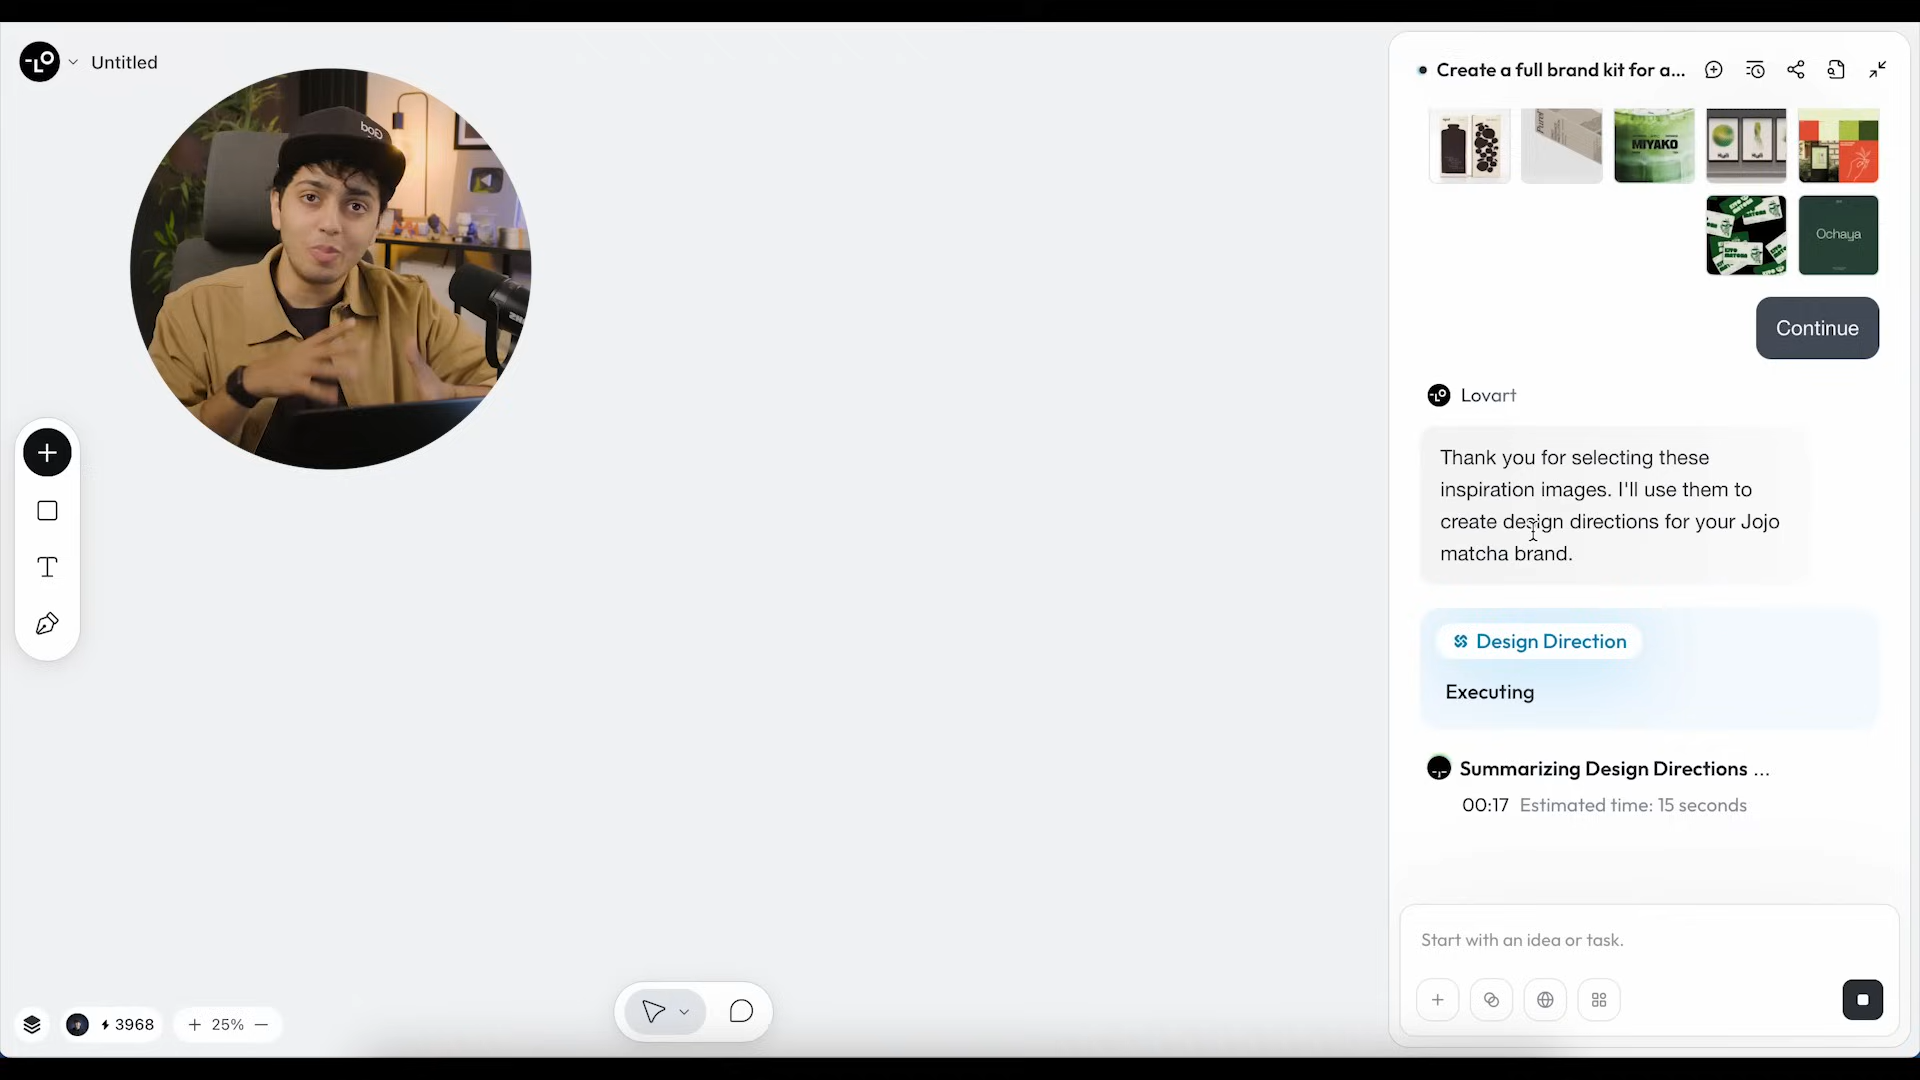 Untitled
Create a full brand kit for a...
MIYAKO
Ochaya
Continue
Lovart
Thank you for selecting these
inspiration images. I'll use them to
create design directions for your Jojo
matcha brand.
Design Direction
Executing
Summarizing Design Directions ...
00:17 Estimated time: 15 seconds
Start with an idea or task.
3968
25%